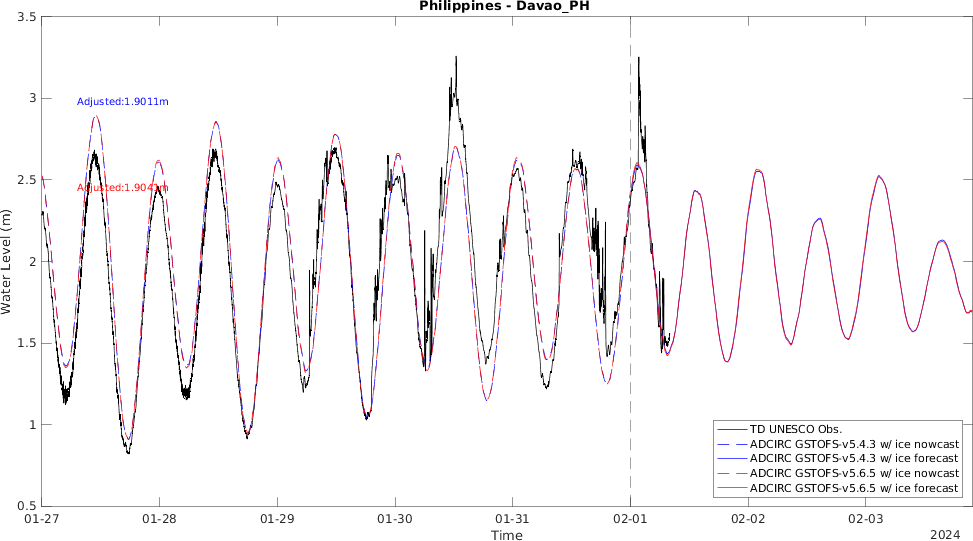 Philippines - Davao_PH
3.5
3
2.5
2
1.5
1
0.5
Water Level (m)
Adjusted:1.9011m
TD UNESCO Obs.
ADCIRC GSTOFS-v5.4.3 w/ ice nowcast
ADCIRC GSTOFS-v5.4.3 w/ ice forecast
ADCIRC GSTOFS-v5.6.5 w/ ice nowcast
ADCIRC GSTOFS-v5.6.5 w/ ice forecast
01-27 01-28 01-29 01-30 01-31 02-01 02-02 02-03
Time
2024